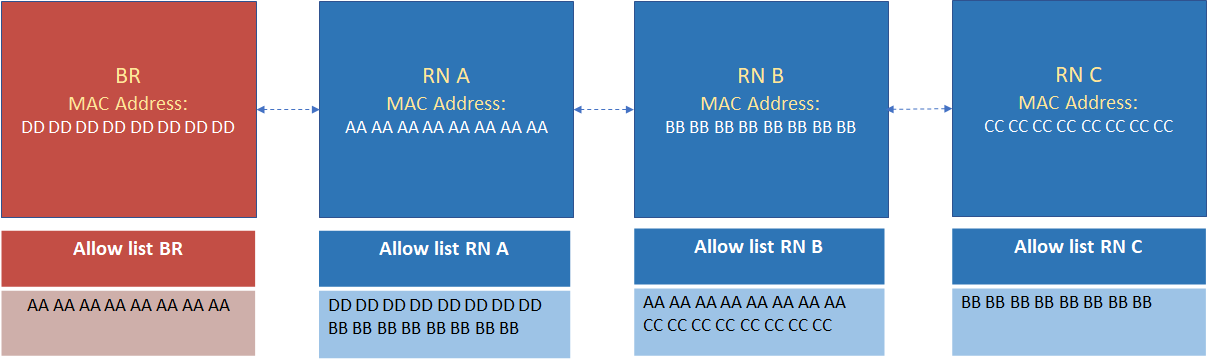 BR
MAC Address:
DD DD DD DD DD DD DD DD
RN A
MAC Address:
AA AA AA AA AA AA AA AA
RN B
MAC Address:
BB BB BB BB BB BB BB BB
RN C
MAC Address:
CC CC CC CC CC CC CC CC
Allow list BR
AA AA AA AA AA AA AA AA
Allow list RN A
DD DD DD DD DD DD DD DD
BB BB BB BB BB BB BB BB
Allow list RN B
AA AA AA AA AA AA AA AA
CC CC CC CC CC CC CC CC
Allow list RN C
BB BB BB BB BB BB BB BB